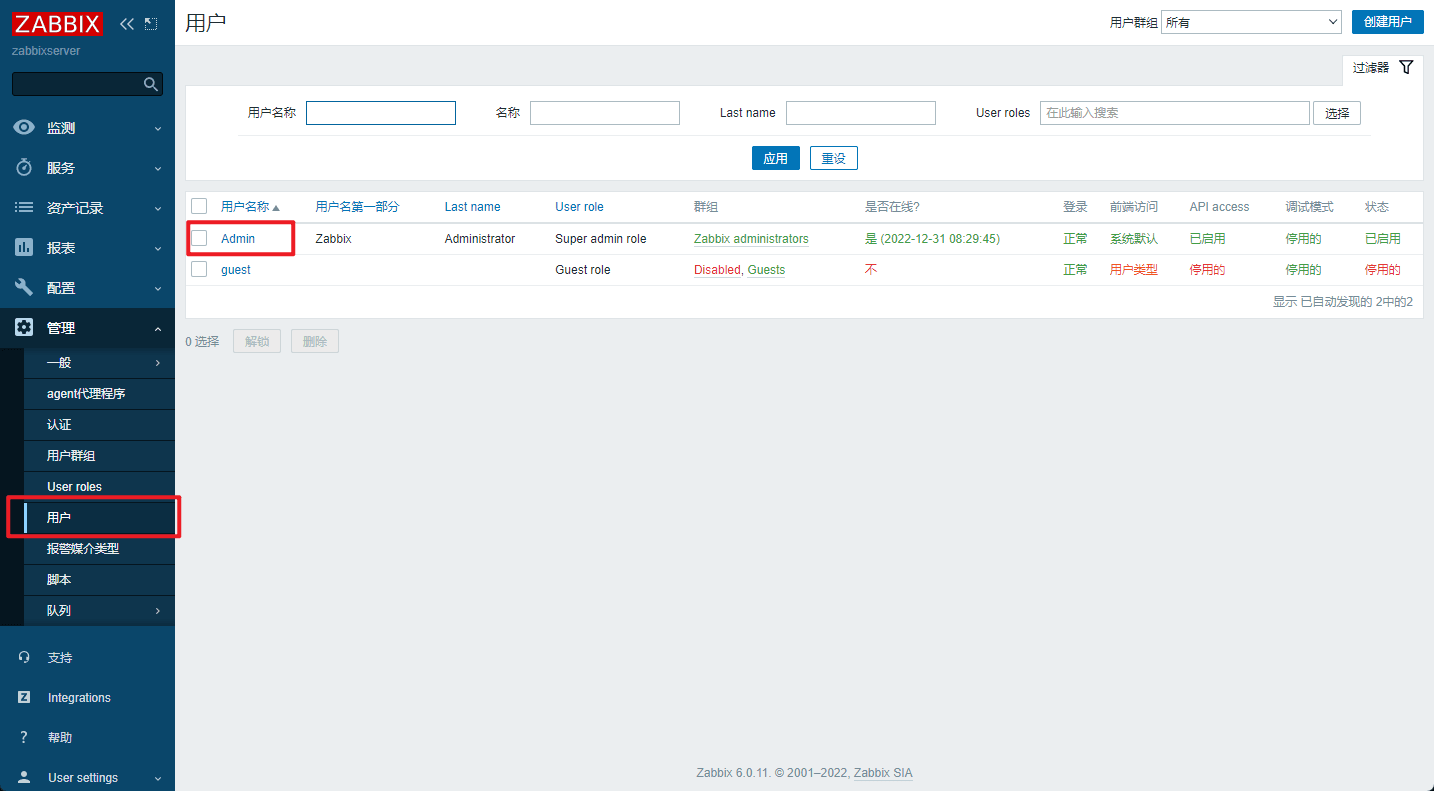 ZABBIX
zabbixserver
监测
服务
资产记录
报表
配置
管理
一般
agent代理程序
认证
用户群组
User roles
用户
报警媒介类型
脚本
队列
支持
Z Integrations
? 帮助
User settings
用户
用户群组 所有 创建用户
过滤器
用户名称 名称 Last name User roles 在此输入搜索 选择
应用 重设
用户名称 用户名第一部分 Last name User role 群组 是否在线? 登录 前端访问 API access 调试模式 状态
Admin Zabbix Administrator Super admin role Zabbix administrators 是 (2022-12-31 08:29:45) 正常 系统默认 已启用 停用的 已启用
guest Guest role Disabled, Guests 不 正常 用户类型 停用的 停用的 停用的
显示 已自动发现的 2中的2
0 选择 解锁 删除
Zabbix 6.0.11. © 2001–2022, Zabbix SIA